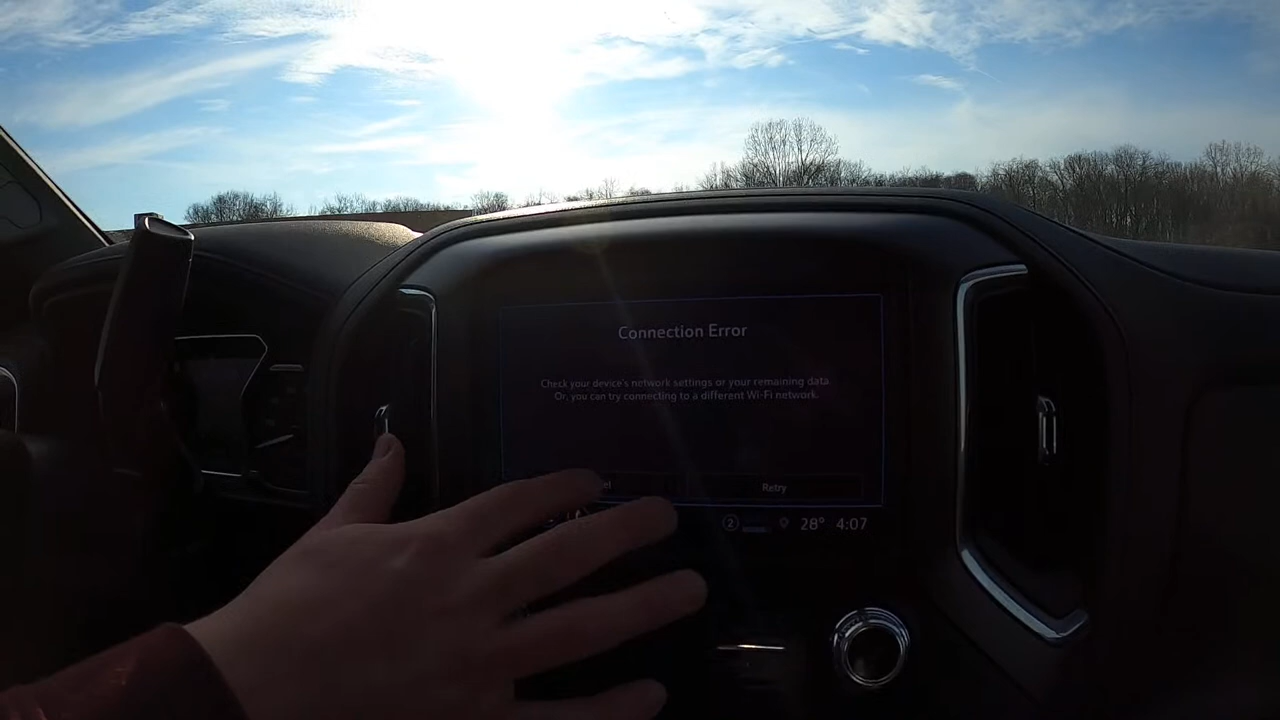 Connection Error
Check your device's network settings or your remaining data.
Or, you can try connecting to a different Wi-Fi network.
Retry
2 28° 4:07